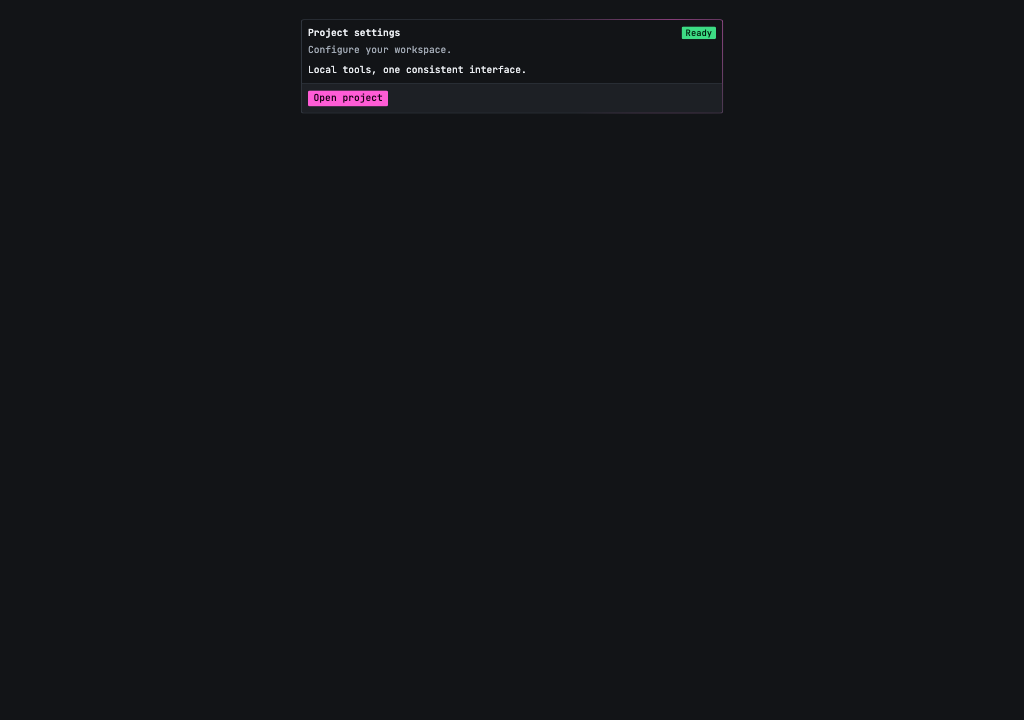 Project settings
Ready
Configure your workspace.
Local tools, one consistent interface.
Open project